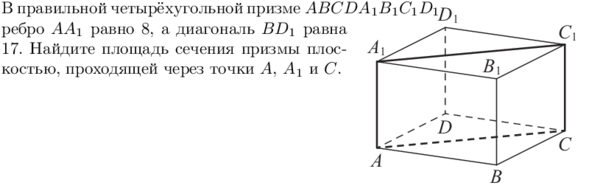 В правильной четырёхугольной призме ABCDA₁B₁C₁D₁
ребро AA₁ равно 8, а диагональ BD₁ равна
17. Найдите площадь сечения призмы плос-
костью, проходящей через точки A, A₁ и C.
D₁
C₁
A₁
B₁
D
C
A
B